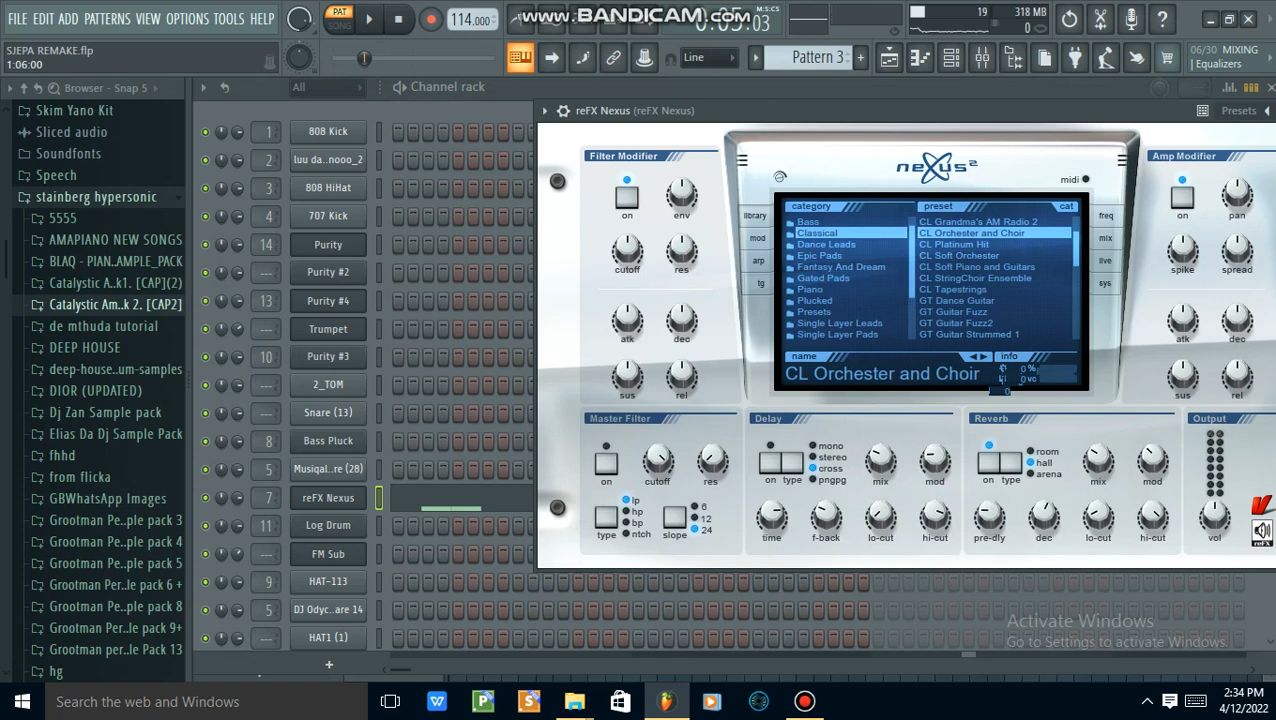 FILE EDIT ADD PATTERNS VIEW OPTIONS TOOLS HELP
PAT
SONG
114.000
www.BANDICAM.com
0:05:03
M:S:CS
19
318 MB
0
SJEPA REMAKE.flp
1:06:00
Line
Pattern 3
06/30 MIXING
Equalizers
Browser - Snap 5
All
Channel rack
Skim Yano Kit
Sliced audio
Soundfonts
Speech
stainberg hypersonic
5555
AMAPIANO NEW SONGS
BLAQ - PAN..AMPLE_PACK
Catalystic A..k1. [CAP](2)
Catalystic Am..k 2. [CAP2]
de mthuda tutorial
DEEP HOUSE
deep-house..um-samples
DIOR (UPDATED)
Dj Zan Sample pack
Elias Da Dj Sample Pack
fhhd
from flicka
GBWhatsApp Images
Grootman Pe..ple pack 3
Grootman Pe..ple pack 4
Grootman Pe..ple pack 5
Grootman Pers..le pack 6 +
Grootman Pe..ple pack 8
Grootman Per..le pack 9+
Grootman per..le Pack 13
hg
1 808 Kick
2 luu da..nooo_2
3 808 HiHat
4 707 Kick
14 Purity
--- Purity #2
13 Purity #4
--- Trumpet
10 Purity #3
--- 2_TOM
--- Snare (13)
8 Bass Pluck
5 Musiqal..re (28)
7 reFX Nexus
11 Log Drum
--- FM Sub
9 HAT-113
5 DJ Odyc..are 14
--- HAT1 (1)
+
reFX Nexus (reFX Nexus)
Presets
Filter Modifier
on
env
cutoff
res
atk
dec
sus
rel
nexus2
midi
library
mod
arp
tg
freq
mix
live
sys
category
Bass
Classical
Dance Leads
Epic Pads
Fantasy And Dream
Gated Pads
Piano
Plucked
Presets
Single Layer Leads
Single Layer Pads
preset
cat
CL Grandma's AM Radio 2
CL Orchester and Choir
CL Platinum Hit
CL Soft Orchester
CL Soft Piano and Guitars
CL StringChoir Ensemble
CL Tapestrings
GT Dance Guitar
GT Guitar Fuzz
GT Guitar Fuzz2
GT Guitar Strummed 1
name
info
CL Orchester and Choir
0 %
0 vc
Amp Modifier
on
pan
spike
spread
atk
dec
sus
rel
Master Filter
on
cutoff
res
type
lp
hp
bp
ntch
slope
6
12
24
Delay
on type
mono
stereo
cross
pngpg
mix
mod
time
f-back
lo-cut
hi-cut
Reverb
on type
room
hall
arena
mix
mod
pre-dly
dec
lo-cut
hi-cut
Output
vol
reFX
Activate Windows
Go to Settings to activate Windows.
Search the web and Windows
2:34 PM
4/12/2022